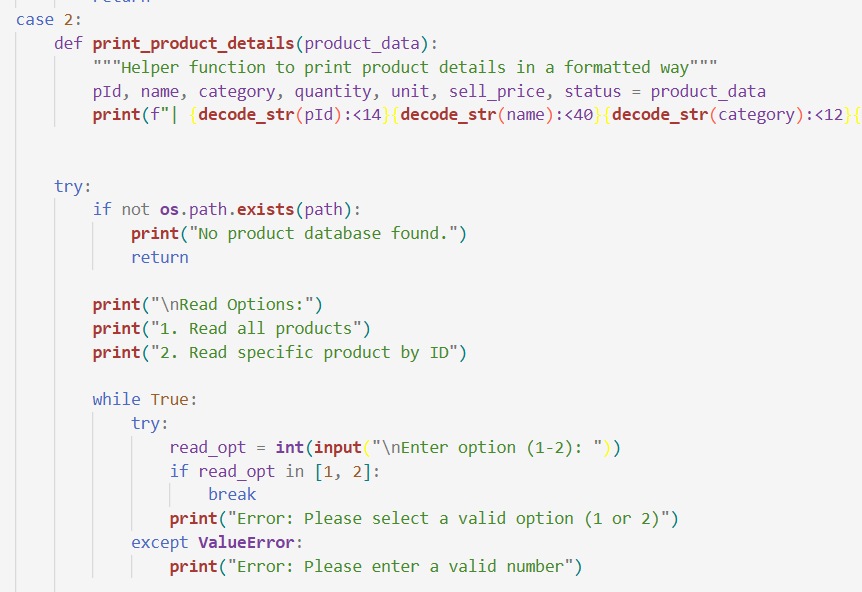 return
case 2:
    def print_product_details(product_data):
        """Helper function to print product details in a formatted way"""
        pId, name, category, quantity, unit, sell_price, status = product_data
        print(f"| {decode_str(pId):<14}{decode_str(name):<40}{decode_str(category):<12}{
    try:
        if not os.path.exists(path):
            print("No product database found.")
            return
        print("\nRead Options:")
        print("1. Read all products")
        print("2. Read specific product by ID")
        while True:
            try:
                read_opt = int(input("\nEnter option (1-2): "))
                if read_opt in [1, 2]:
                    break
                print("Error: Please select a valid option (1 or 2)")
            except ValueError:
                print("Error: Please enter a valid number")